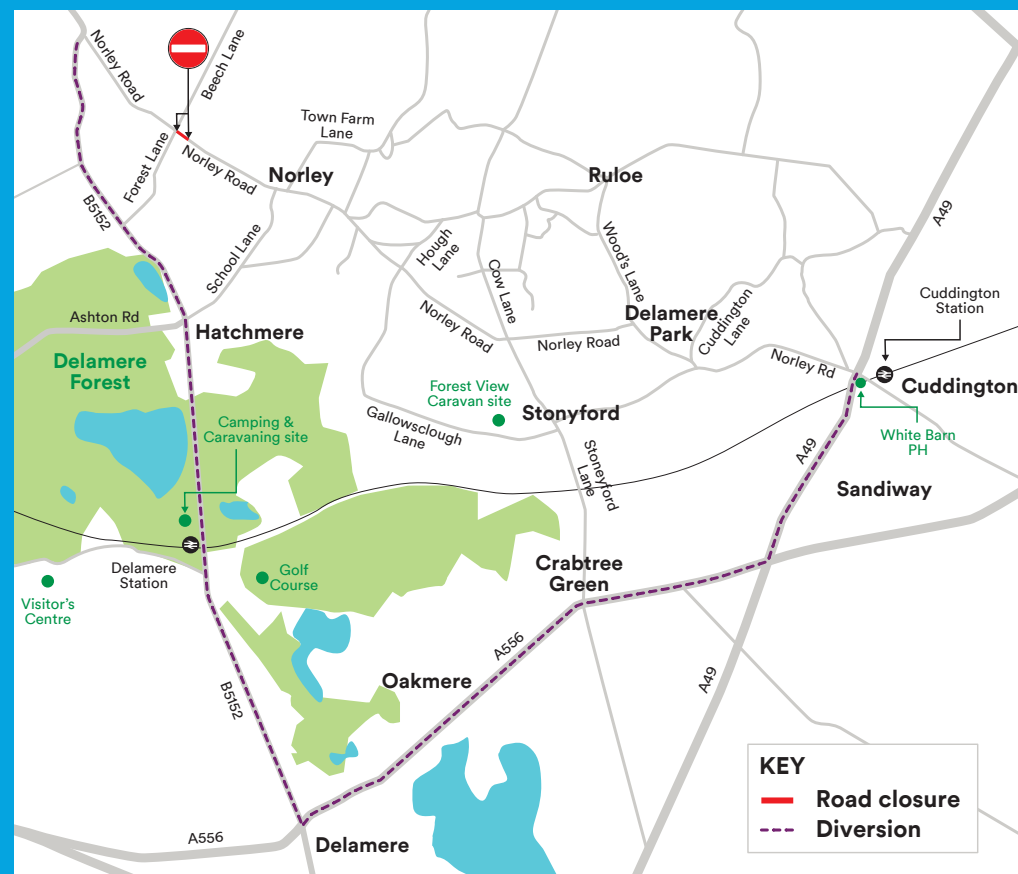 Norley Road
Beech Lane
Town Farm
Lane
Forest Lane
Norley Road
Norley
Ruloe
B5152
A49
School Lane
Hough
Lane
Cow Lane
Wood's Lane
Cuddington
Station
Ashton Rd
Hatchmere
Norley Road
Norley Road
Delamere
Park
Cuddington
Lane
Norley Rd
Delamere
Forest
Forest View
Caravan site
Cuddington
Camping &
Caravaning site
Gallowsclough
Lane
Stonyford
Stoneyford
Lane
White Barn
PH
A49
Sandiway
Delamere
Station
Golf
Course
Crabtree
Green
Visitor's
Centre
A556
Oakmere
B5152
A49
KEY
Road closure
Diversion
A556
Delamere